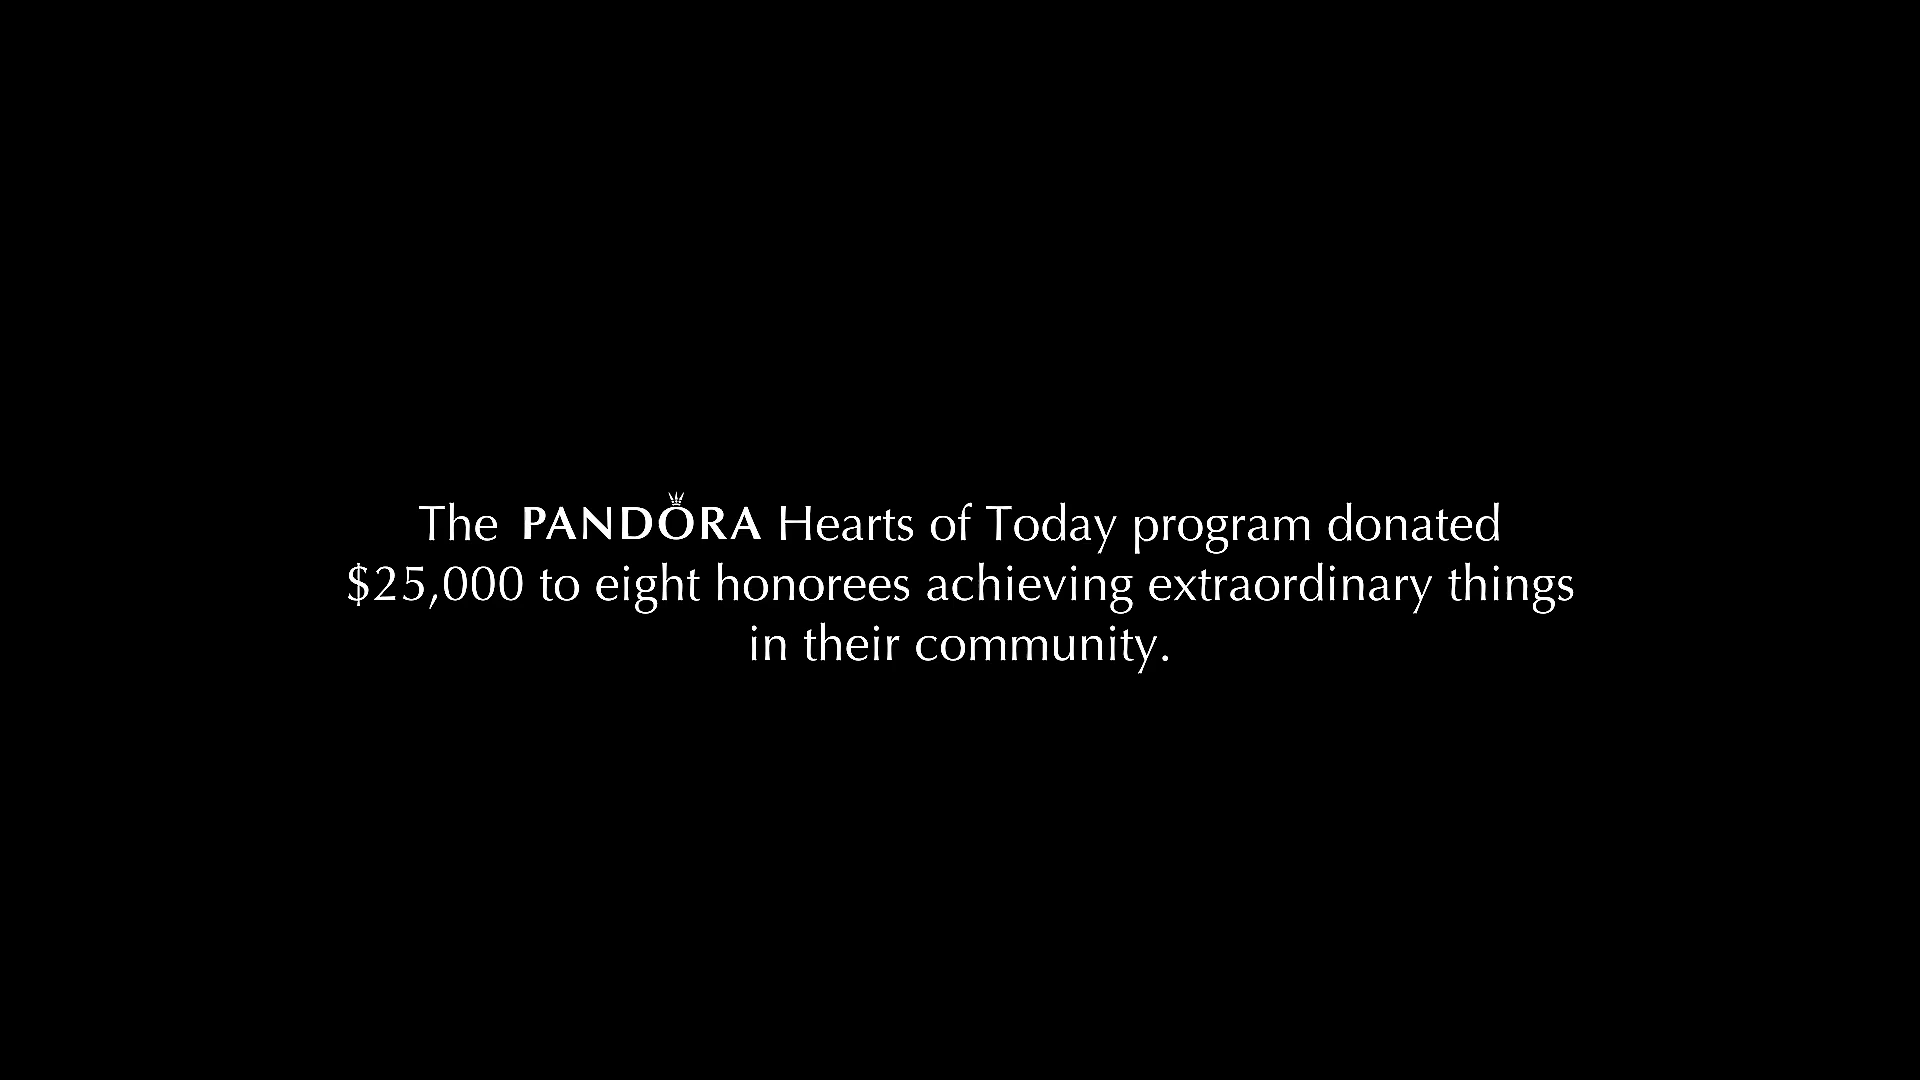 The PANDORA Hearts of Today program donated
$25,000 to eight honorees achieving extraordinary things
in their community.